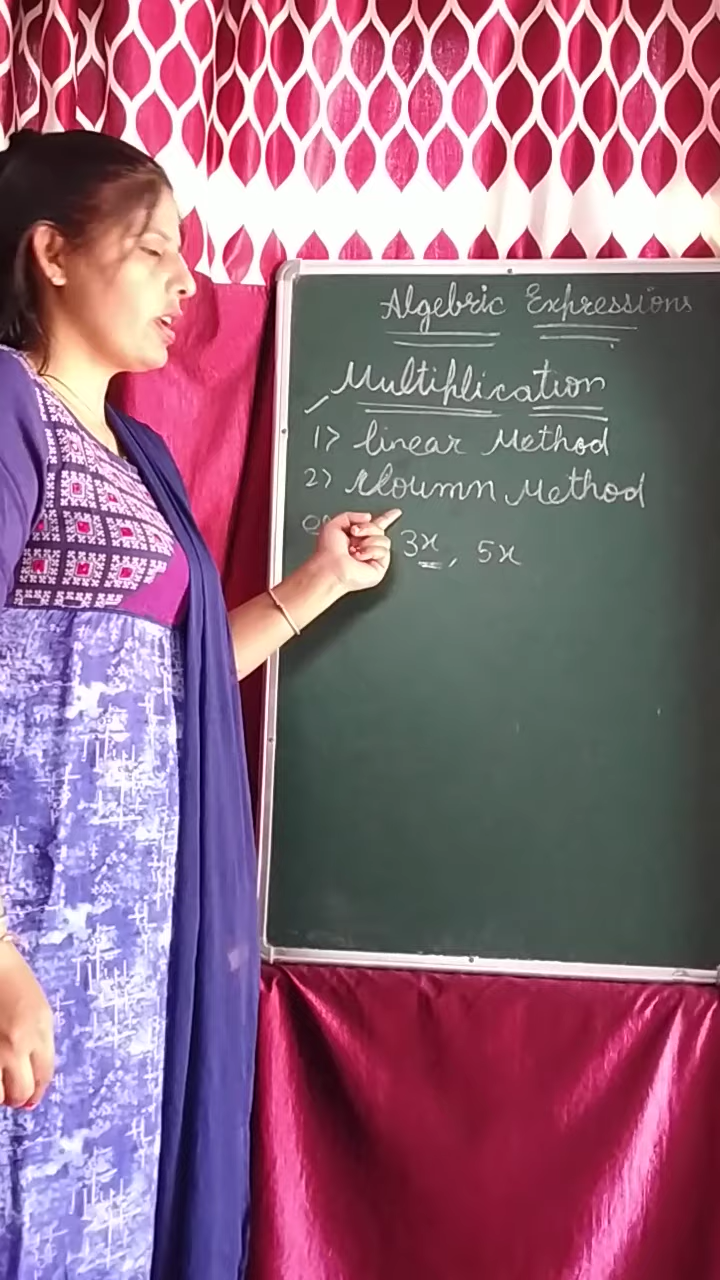 Algebric Expressions
Multiplication
1) linear Method
2) Cloumn Method
3x, 5x